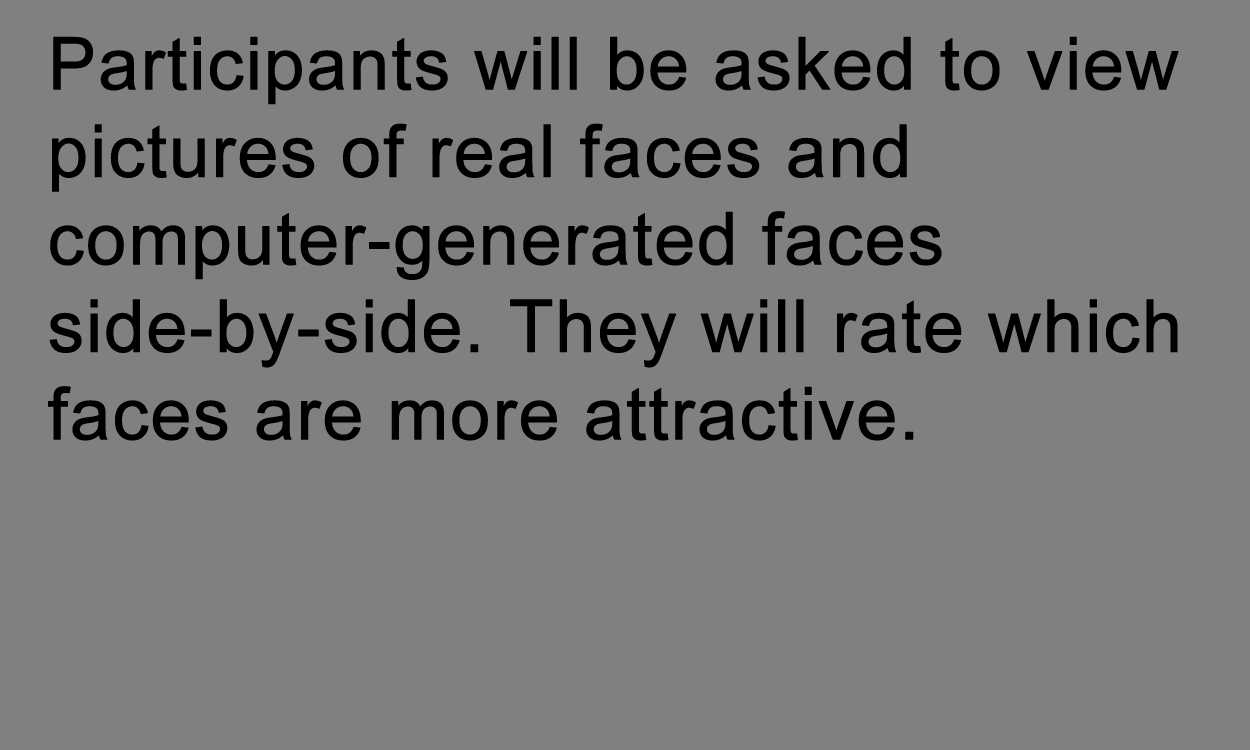 Participants will be asked to view
pictures of real faces and
computer-generated faces
side-by-side. They will rate which
faces are more attractive.